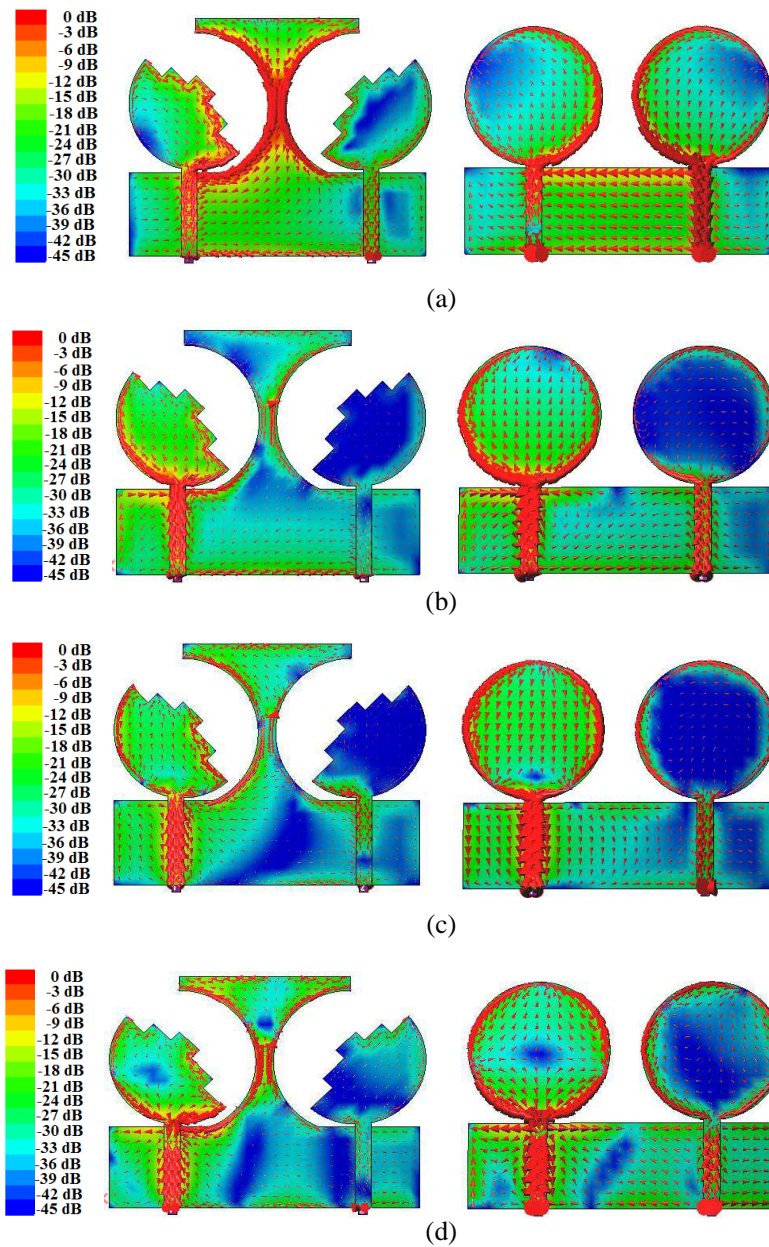 0 dB
-3 dB
-6 dB
-9 dB
-12 dB
-15 dB
-18 dB
-21 dB
-24 dB
-27 dB
-30 dB
-33 dB
-36 dB
-39 dB
-42 dB
-45 dB
(a)
0 dB
-3 dB
-6 dB
-9 dB
-12 dB
-15 dB
-18 dB
-21 dB
-24 dB
-27 dB
-30 dB
-33 dB
-36 dB
-39 dB
-42 dB
-45 dB
(b)
0 dB
-3 dB
-6 dB
-9 dB
-12 dB
-15 dB
-18 dB
-21 dB
-24 dB
-27 dB
-30 dB
-33 dB
-36 dB
-39 dB
-42 dB
-45 dB
(c)
0 dB
-3 dB
-6 dB
-9 dB
-12 dB
-15 dB
-18 dB
-21 dB
-24 dB
-27 dB
-30 dB
-33 dB
-36 dB
-39 dB
-42 dB
-45 dB
(d)